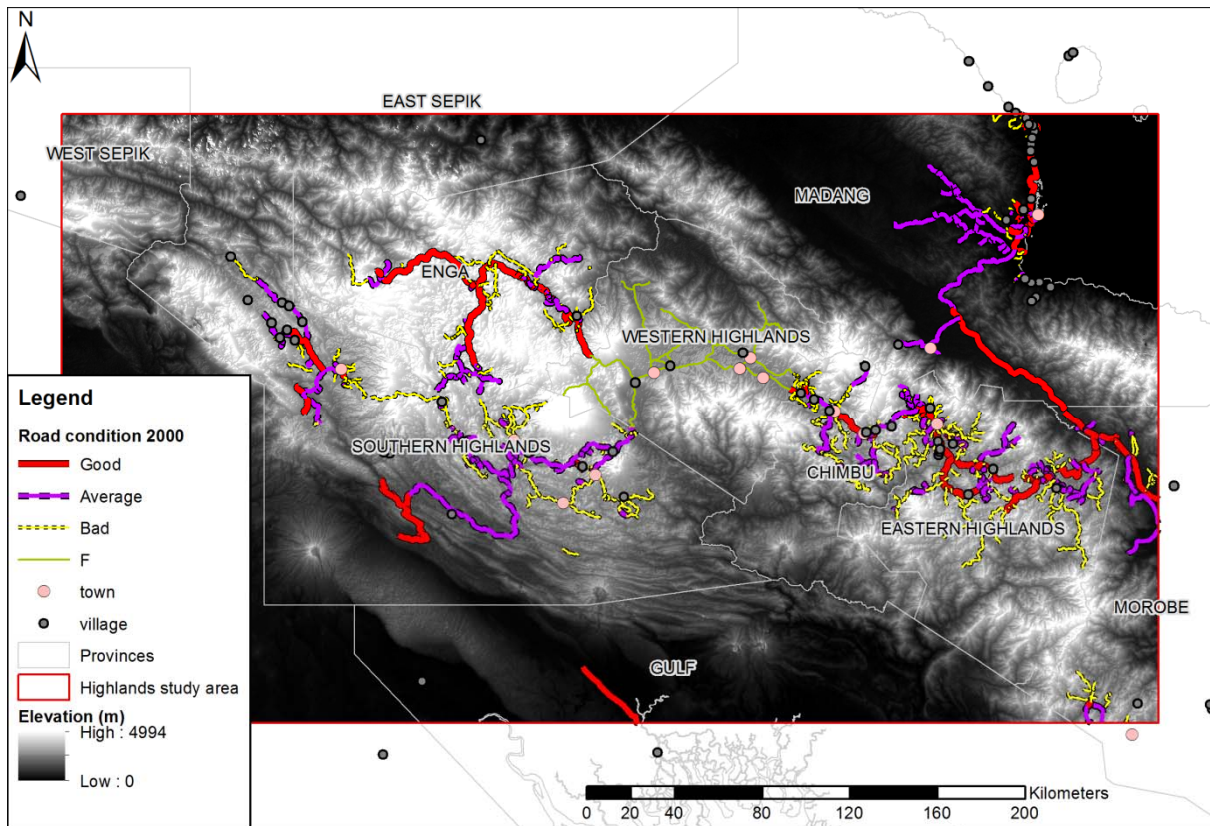 N
EAST SEPIK
WEST SEPIK
MADANG
ENGA
WESTERN HIGHLANDS
SOUTHERN HIGHLANDS
CHIMBU
EASTERN HIGHLANDS
MOROBE
GULF
Legend
Road condition 2000
Good
Average
Bad
F
town
village
Provinces
Highlands study area
Elevation (m)
High : 4994
Low : 0
Kilometers
0 20 40 80 120 160 200